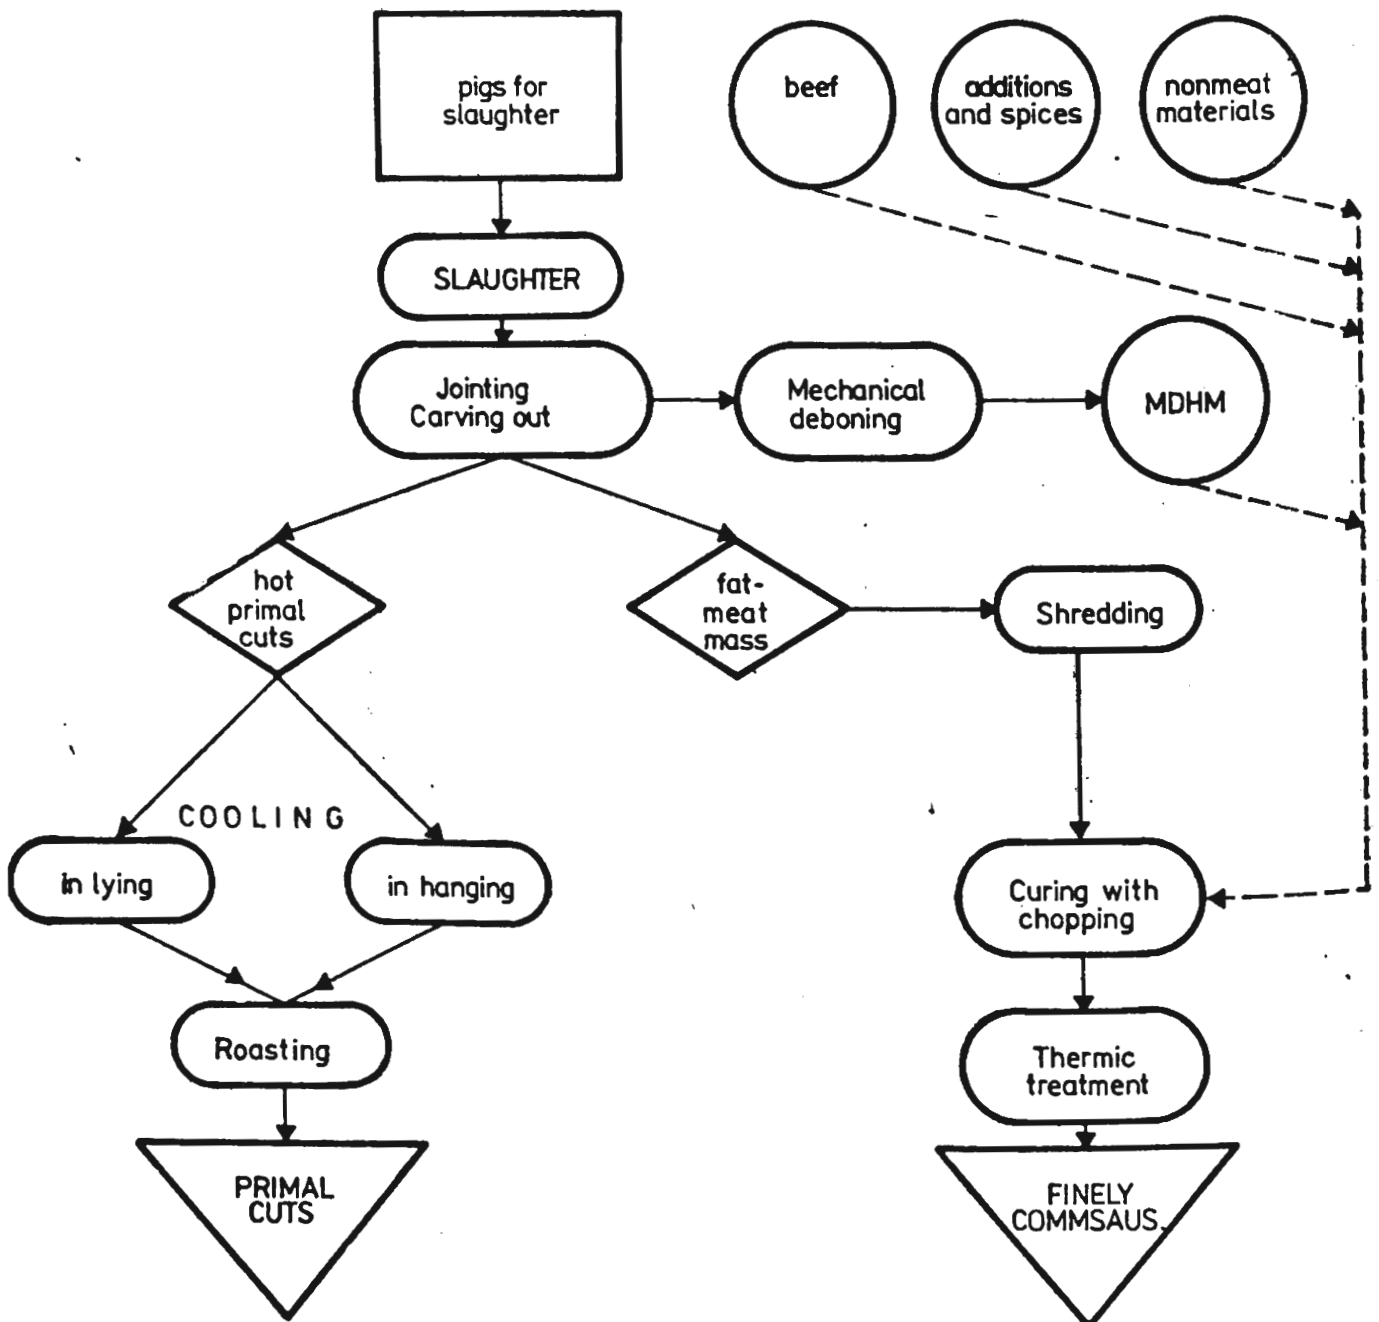 pigs for
slaughter
beef
additions
and spices
nonmeat
materials
SLAUGHTER
Jointing
Carving out
Mechanical
deboning
MDHM
hot
primal
cuts
fat-
meat
mass
Shredding
COOLING
in lying
in hanging
Curing with
chopping
Roasting
Thermic
treatment
PRIMAL
CUTS
FINELY
COMMSAUS.